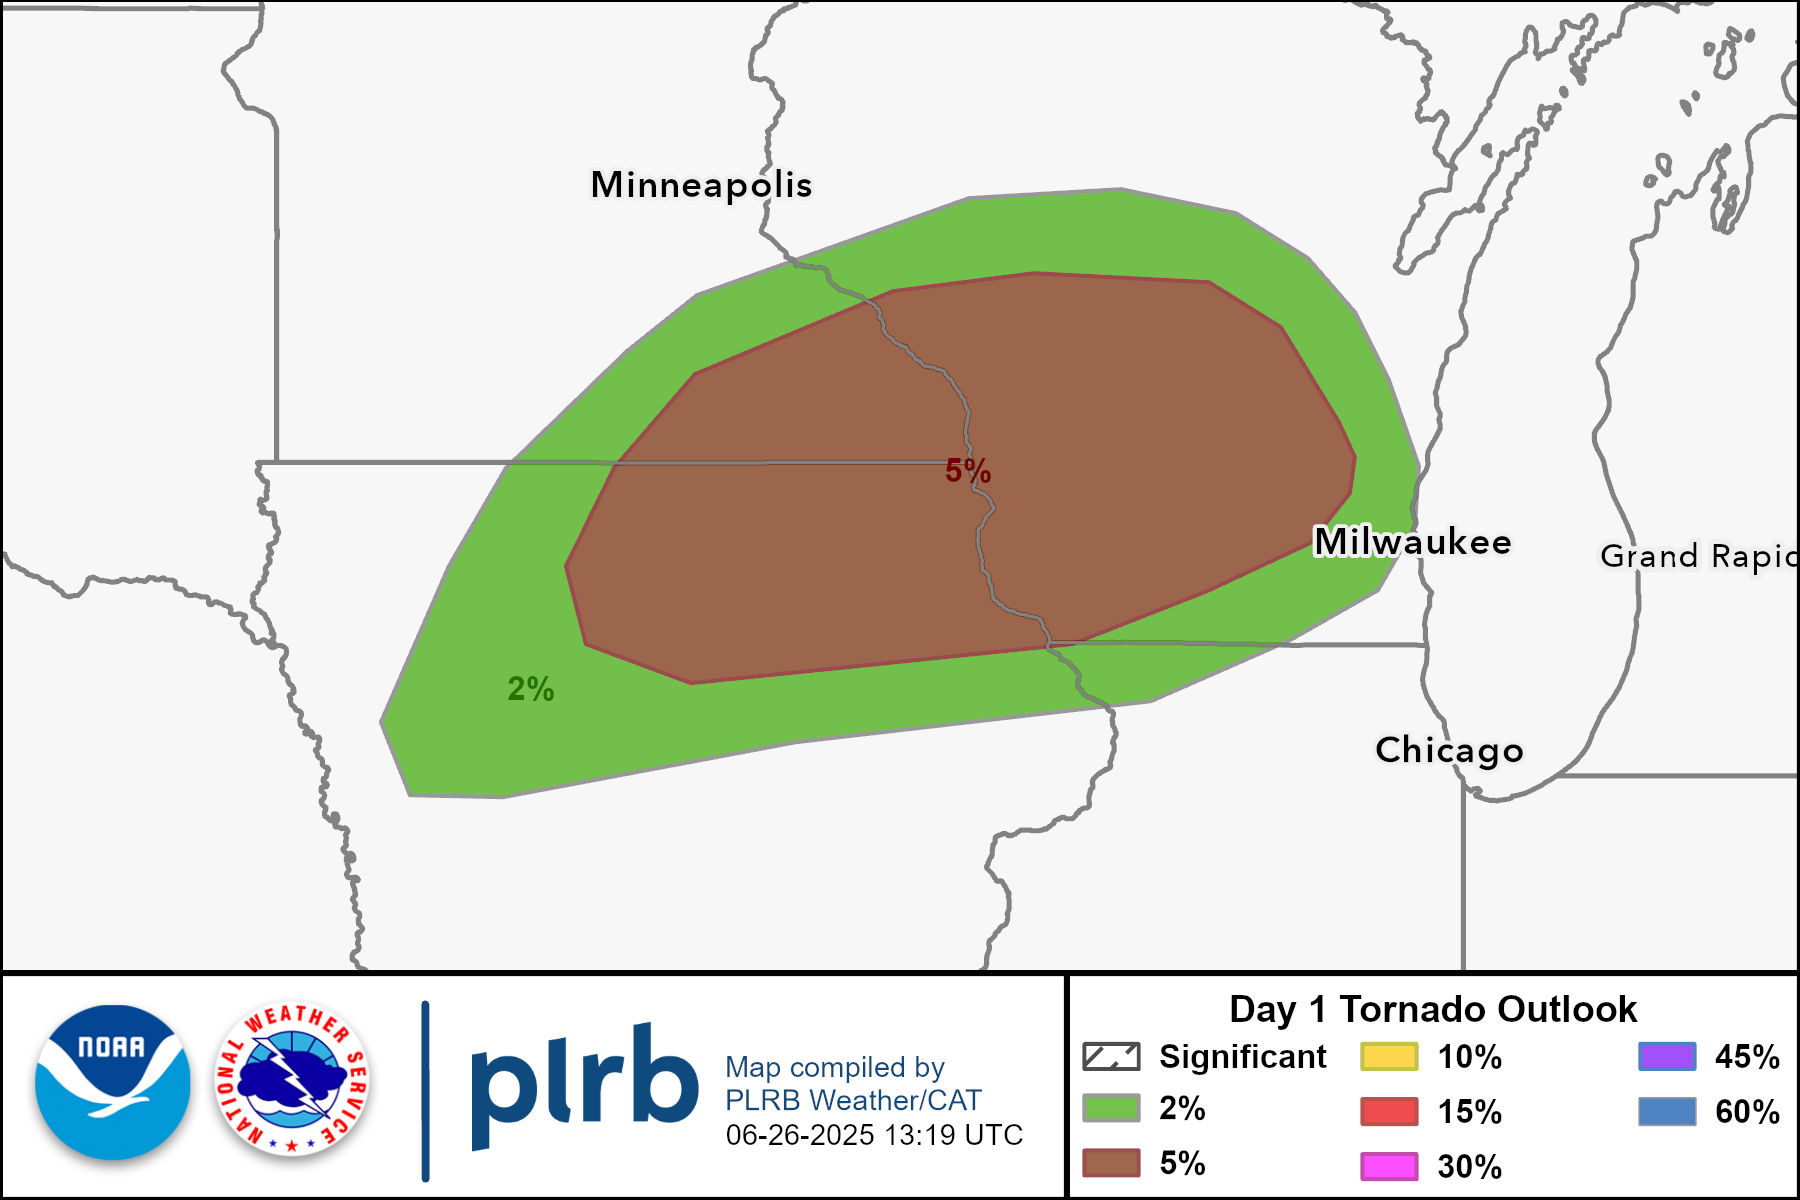 Minneapolis
5%
Milwaukee
Grand Rapic
2%
Chicago
NOAA
NATIONAL WEATHER SERVICE
plrb
Map compiled by
PLRB Weather/CAT
06-26-2025 13:19 UTC
Day 1 Tornado Outlook
Significant
2%
5%
10%
15%
30%
45%
60%